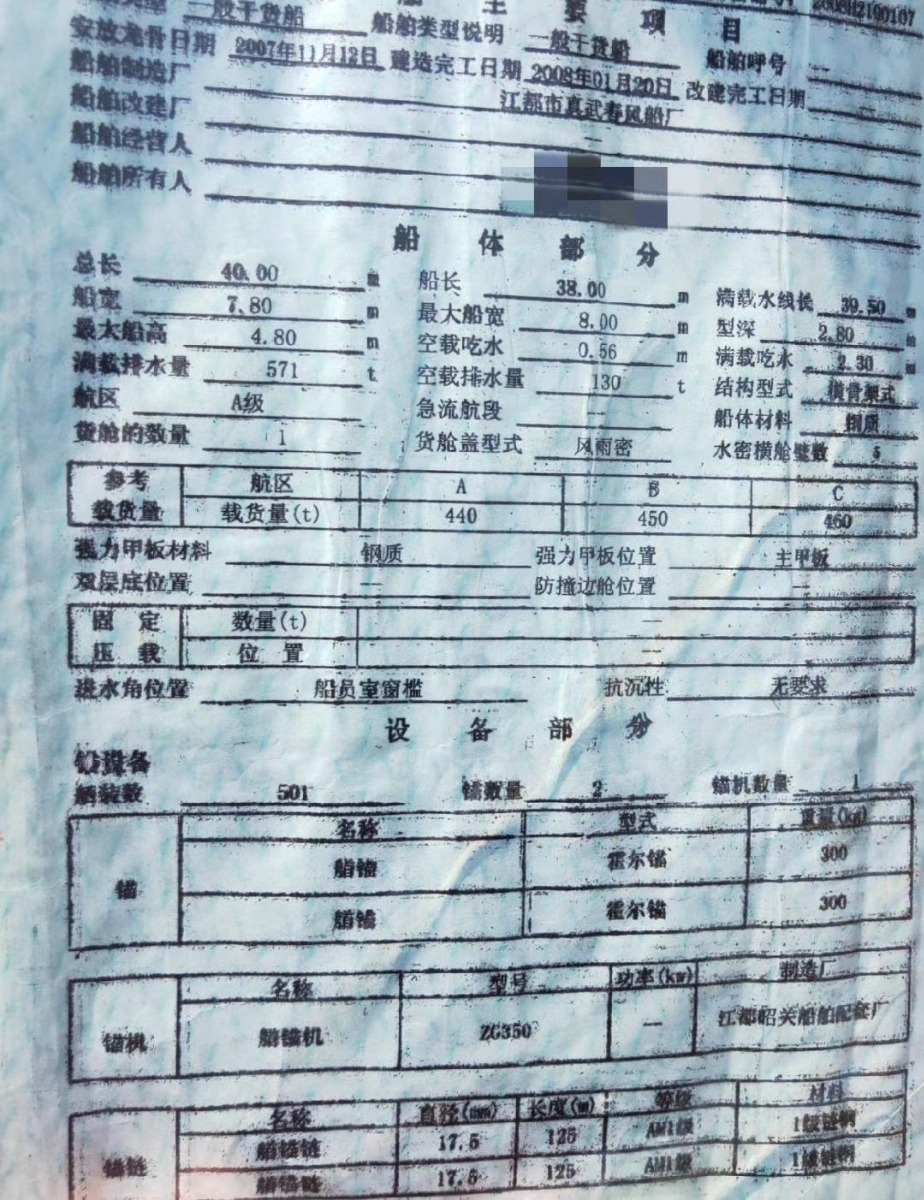 船舶主要项目
类型 一般干货船 船舶类型说明 一般干货船 船舶呼号 —
安放龙骨日期 2007年11月12日 建造完工日期 2008年01月20日 改建完工日期
船舶制造厂 江都市真武春风船厂
船舶改建厂 —
船舶经营人
船舶所有人
船体部分
总长 40.00 m 船长 38.00 m 满载水线长 39.50 m
船宽 7.80 m 最大船宽 8.00 m 型深 2.80 m
最大船高 4.80 m 空载吃水 0.56 m 满载吃水 2.30 m
满载排水量 571 t 空载排水量 130 t 结构型式 横骨架式
航区 A级 急流航段 — 船体材料 钢质
货舱的数量 1 货舱盖型式 风雨密 水密横舱壁数 5
参考载货量 航区 A B C
载货量(t) 440 450 460
强力甲板材料 钢质 强力甲板位置 主甲板
双层底位置 — 防撞边舱位置 —
固定压载 数量(t) —
位置 —
进水角位置 船员室窗槛 抗沉性 无要求
设备部分
锚设备
舾装数 501 锚数量 2 锚机数量 1
锚 名称 型式 重量(kg)
艏锚 霍尔锚 300
艏锚 霍尔锚 300
锚机 名称 型号 功率(kw) 制造厂
艏锚机 ZC350 — 江都昭关船舶配套厂
锚链 名称 直径(mm) 长度(m) 等级 材料
艏锚链 17.5 125 AM1级 1级链钢
艏锚链 17.5 125 AM1级 1级链钢